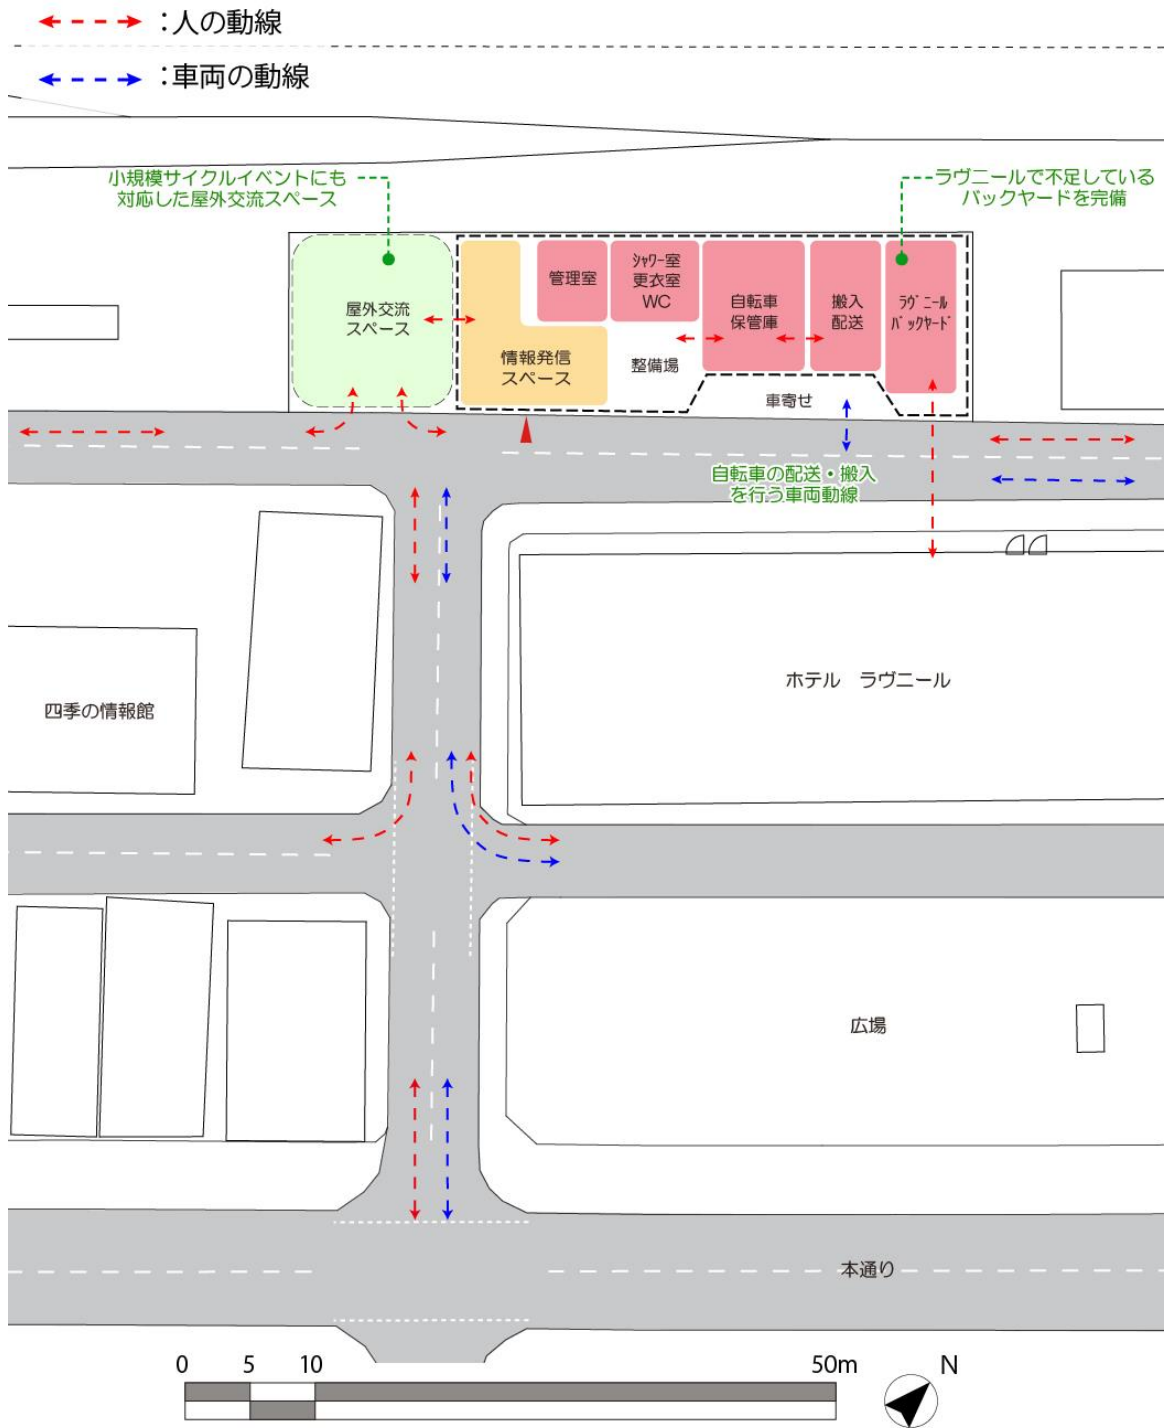 ：人の動線
：車両の動線
小規模サイクルイベントにも
対応した屋外交流スペース
ラヴニールで不足している
バックヤードを完備
屋外交流
スペース
情報発信
スペース
管理室
ｼｬﾜｰ室
更衣室
WC
整備場
自転車
保管庫
搬入
配送
ﾗｳﾞﾆｰﾙ
ﾊﾞｯｸﾔｰﾄﾞ
車寄せ
自転車の配送・搬入
を行う車両動線
四季の情報館
ホテル　ラヴニール
広場
本通り
0 5 10 50m
N